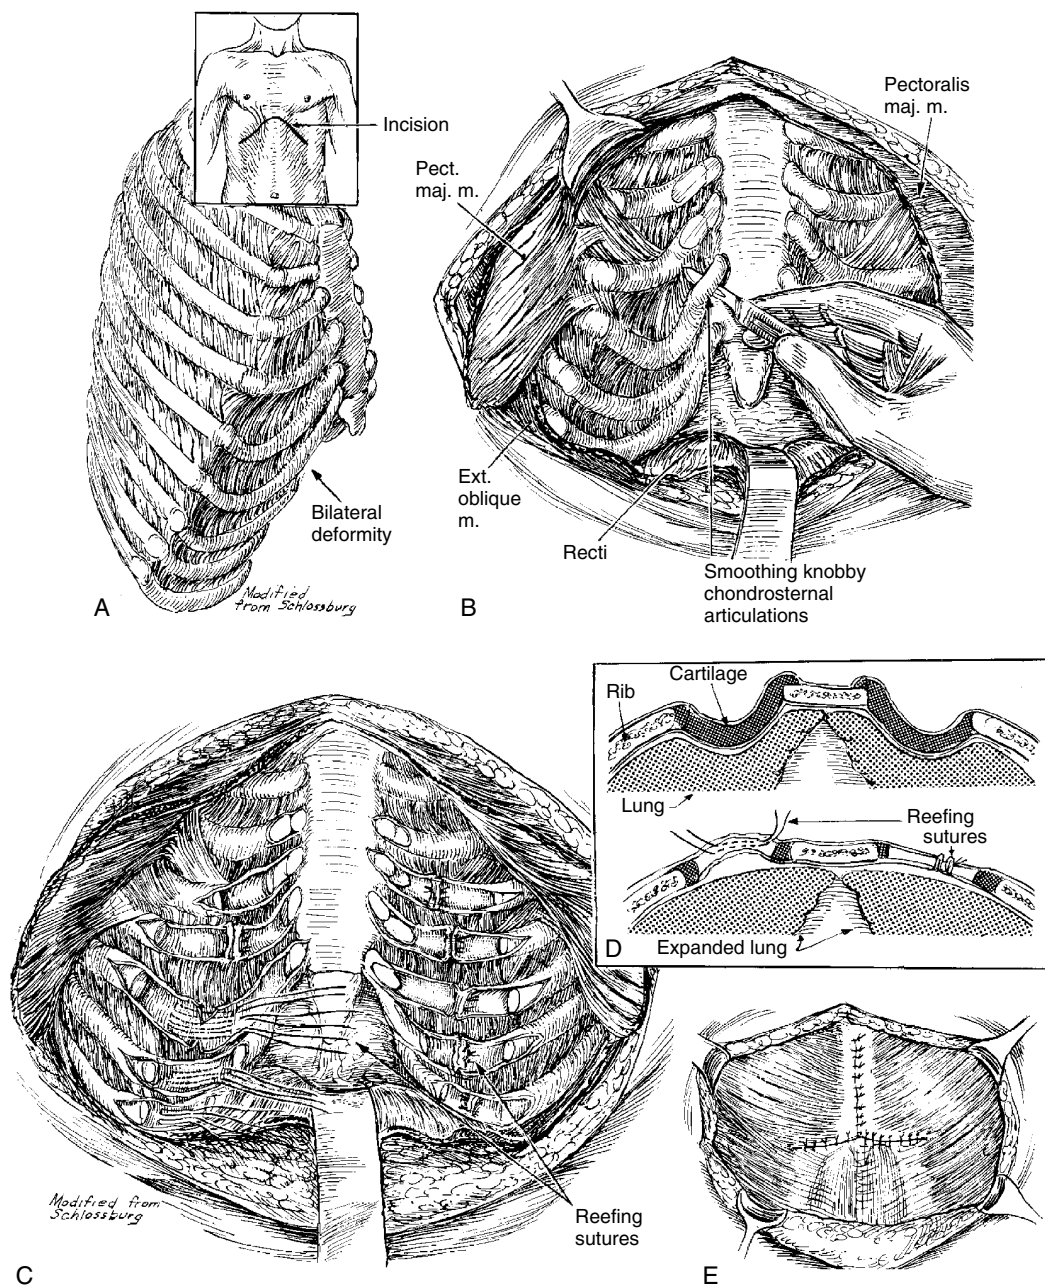 Incision
Bilateral
deformity
Modified
from Schlossburg
A
Pectoralis
maj. m.
Pect.
maj. m.
Ext.
oblique
m.
Recti
Smoothing knobby
chondrosternal
articulations
B
Modified from
Schlossburg
Reefing
sutures
C
Cartilage
Rib
Lung
Reefing
sutures
Expanded lung
D
E